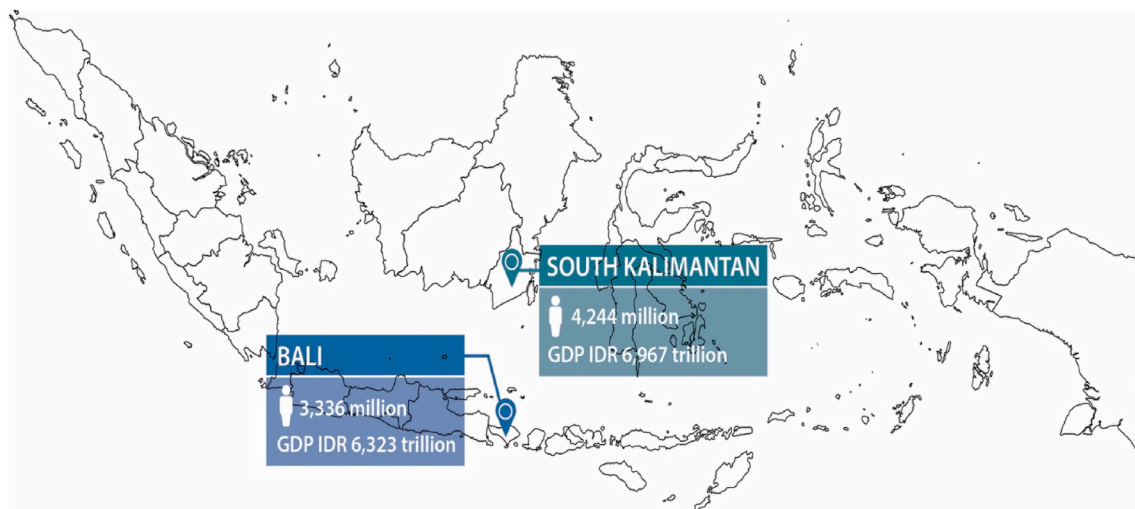 SOUTH KALIMANTAN
4,244 million
GDP IDR 6,967 trillion
BALI
3,336 million
GDP IDR 6,323 trillion